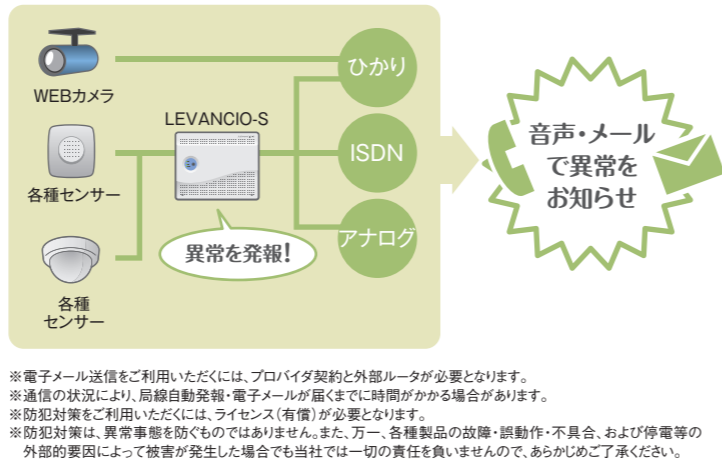 WEBカメラ
ひかり
LEVANCIO-S
各種センサー
ISDN
異常を発報!
各種
センサー
アナログ
音声・メール
で異常を
お知らせ
※電子メール送信をご利用いただくには、プロバイダ契約と外部ルータが必要となります。
※通信の状況により、局線自動発報・電子メールが届くまでに時間がかかる場合があります。
※防犯対策をご利用いただくには、ライセンス(有償)が必要となります。
※防犯対策は、異常事態を防ぐものではありません。また、万一、各種製品の故障・誤動作・不具合、および停電等の
外部的要因によって被害が発生した場合でも当社では一切の責任を負いませんので、あらかじめご了承ください。